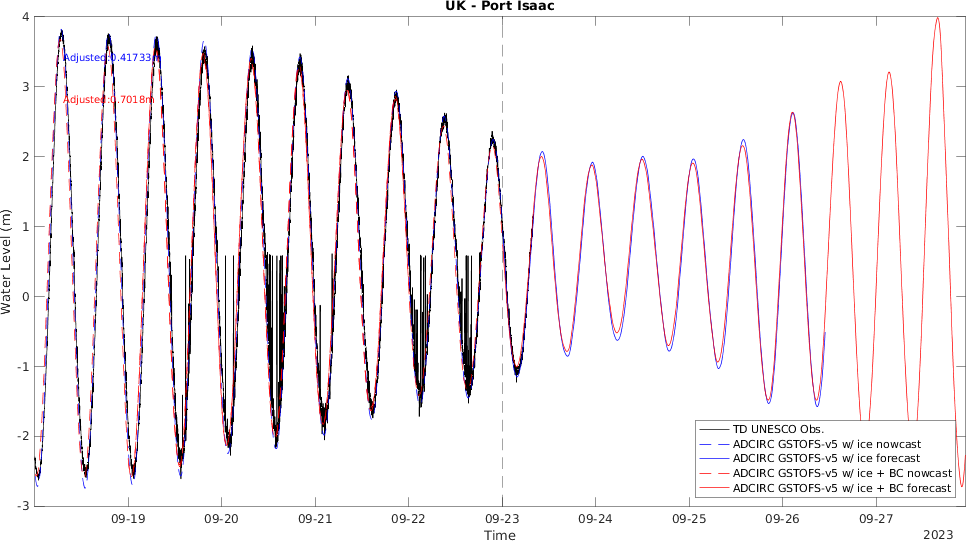 UK - Port Isaac
4
3
2
1
0
-1
-2
-3
Water Level (m)
Adjusted:0.41733
Adjusted:0.7018m
TD UNESCO Obs.
ADCIRC GSTOFS-v5 w/ ice nowcast
ADCIRC GSTOFS-v5 w/ ice forecast
ADCIRC GSTOFS-v5 w/ ice + BC nowcast
ADCIRC GSTOFS-v5 w/ ice + BC forecast
09-19 09-20 09-21 09-22 09-23 09-24 09-25 09-26 09-27
Time
2023